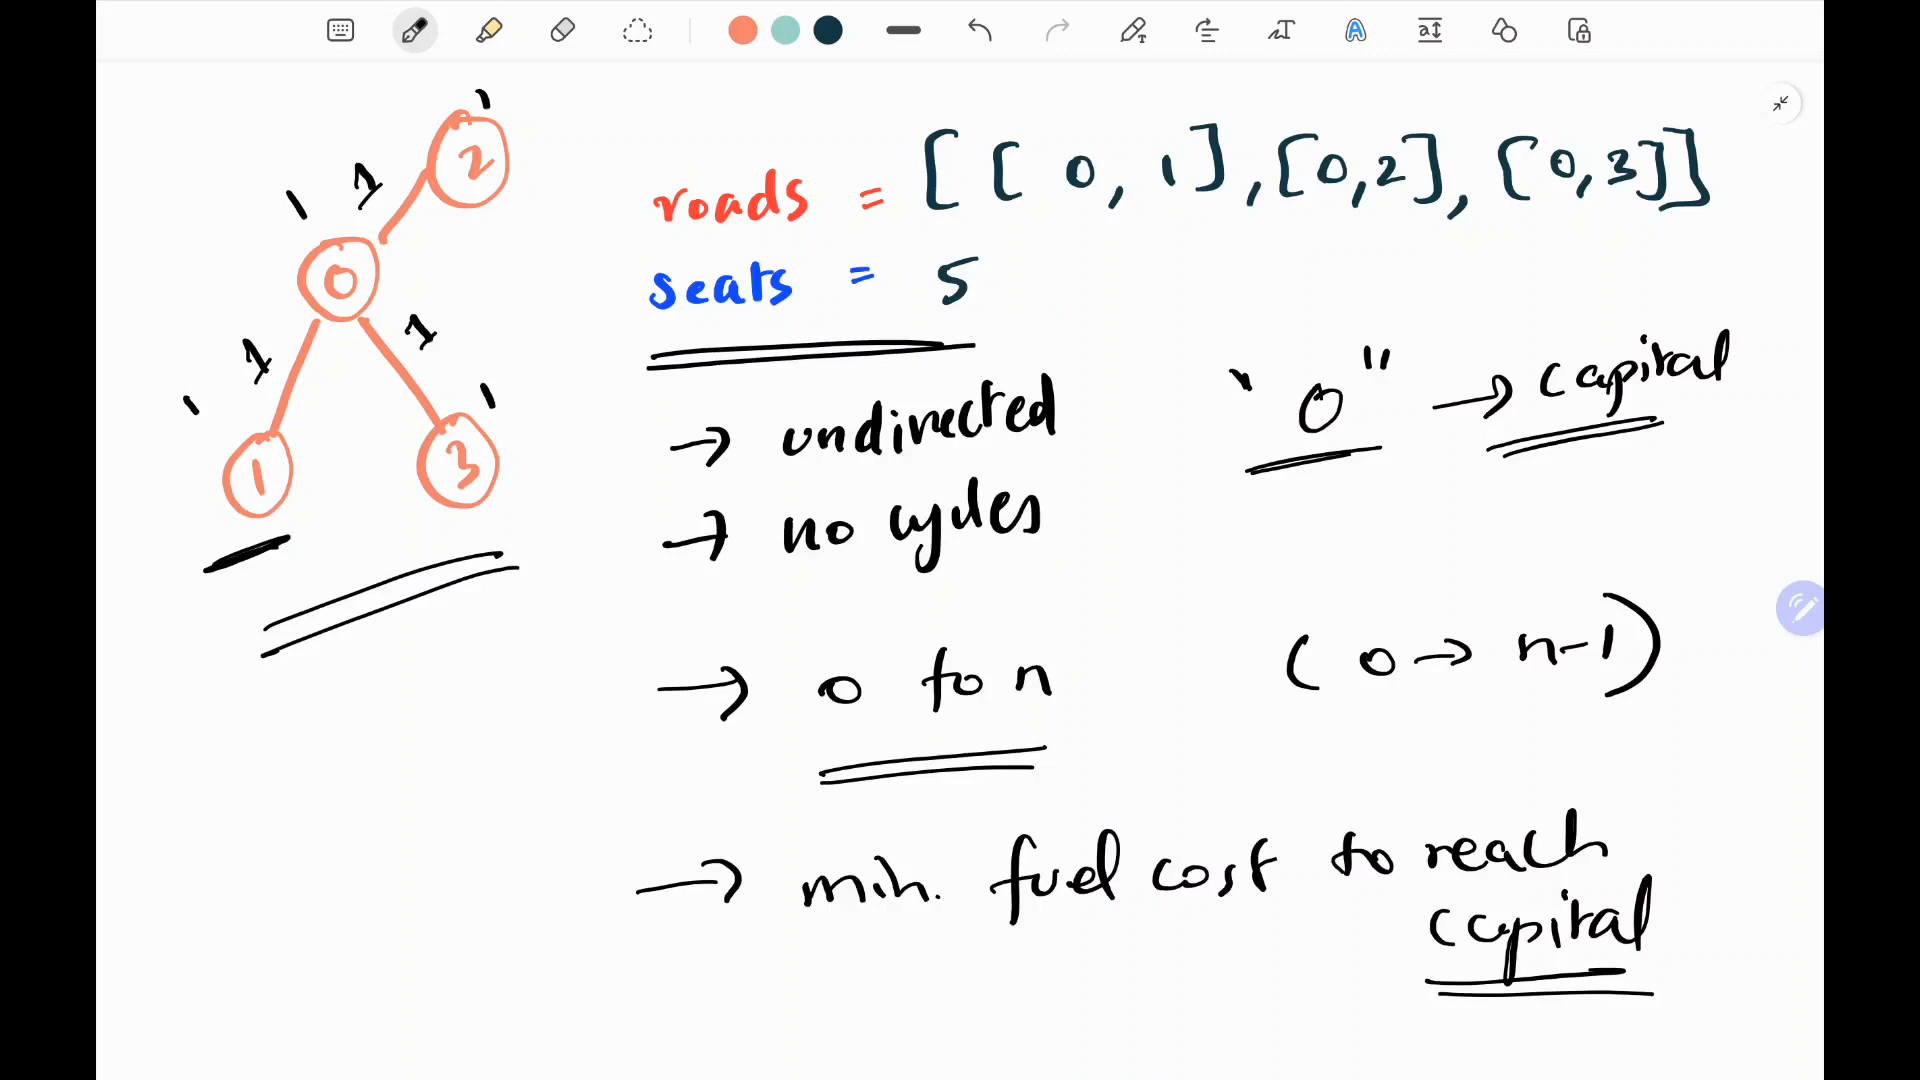 roads = [[0, 1], [0,2], [0,3]]
seats = 5
"0" → capital
→ undirected
→ no cycles
→ 0 to n (0 → n-1)
→ min. fuel cost to reach
capital
1
2
1
1
0
1
1
1
1
1
3